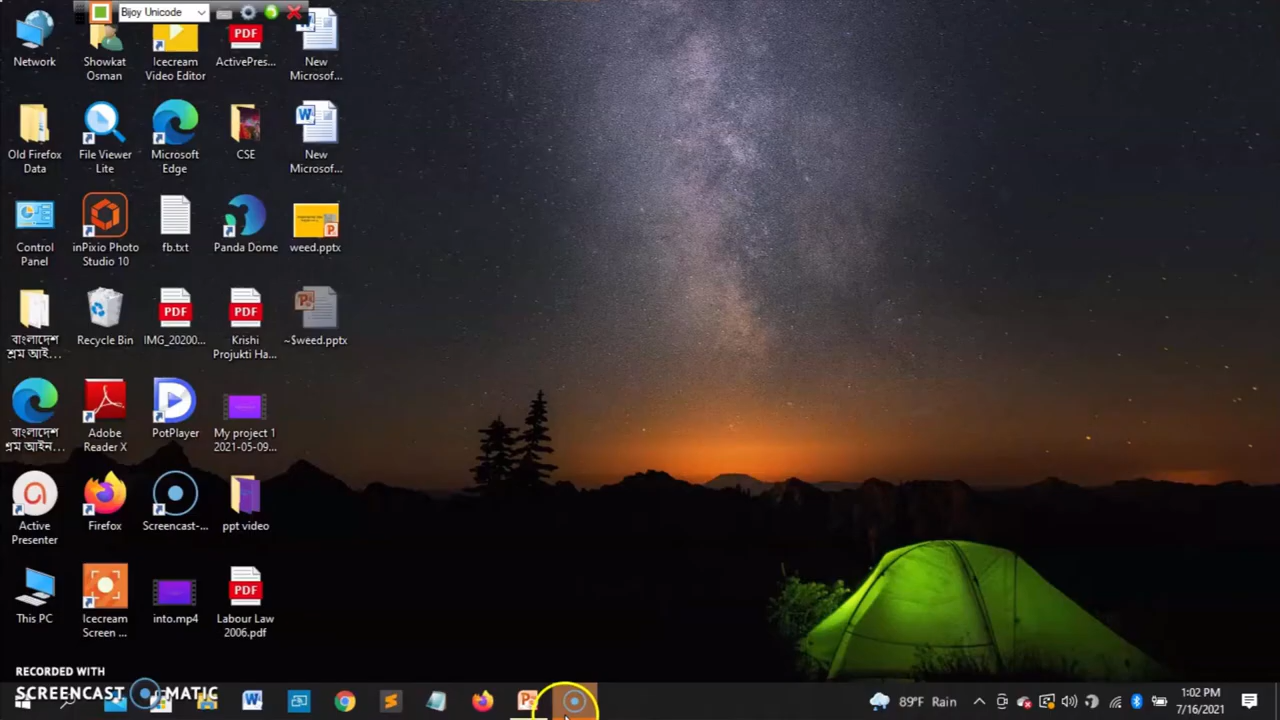 Bijoy Unicode
Network
Showkat
Osman
Icecream
Video Editor
PDF
ActivePres...
New
Microsof...
Old Firefox
Data
File Viewer
Lite
Microsoft
Edge
CSE
New
Microsof...
Control
Panel
inPixio Photo
Studio 10
fb.txt
Panda Dome
weed.pptx
বাংলাদেশ
শ্রম আই...
Recycle Bin
PDF
IMG_20200...
PDF
Krishi
Projukti Ha...
~$weed.pptx
বাংলাদেশ
শ্রম আইন...
Adobe
Reader X
PotPlayer
My project 1
2021-05-09...
Active
Presenter
Firefox
Screencast-...
ppt video
This PC
Icecream
Screen ...
into.mp4
PDF
Labour Law
2006.pdf
RECORDED WITH
SCREENCAST MATIC
89°F Rain
1:02 PM
7/16/2021